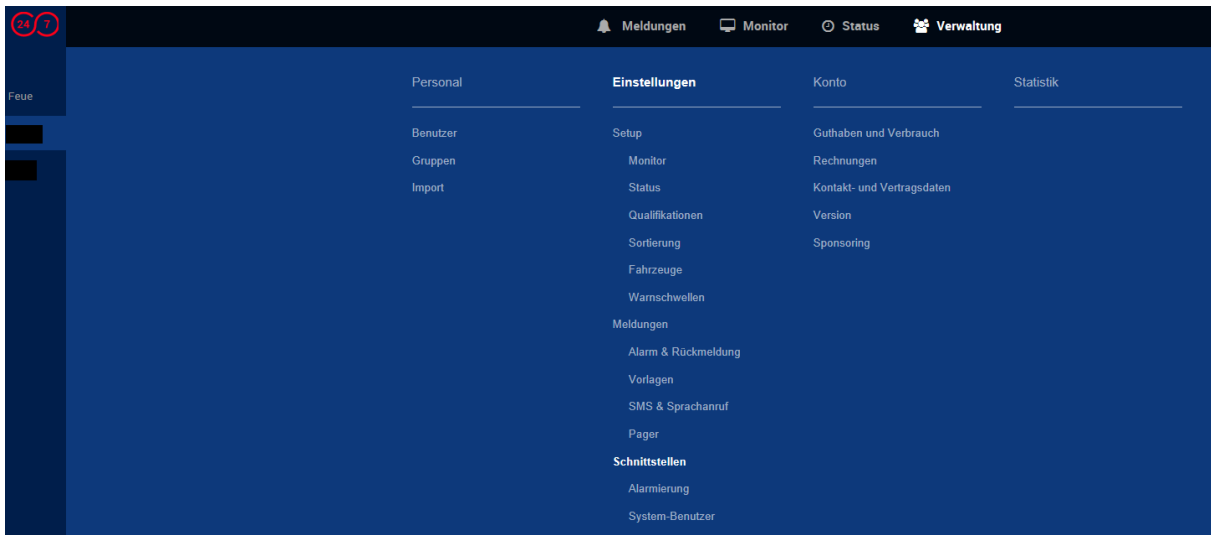 24 7
Meldungen Monitor Status Verwaltung
Feue
Personal
Benutzer
Gruppen
Import
Einstellungen
Setup
Monitor
Status
Qualifikationen
Sortierung
Fahrzeuge
Warnschwellen
Meldungen
Alarm & Rückmeldung
Vorlagen
SMS & Sprachanruf
Pager
Schnittstellen
Alarmierung
System-Benutzer
Konto
Guthaben und Verbrauch
Rechnungen
Kontakt- und Vertragsdaten
Version
Sponsoring
Statistik